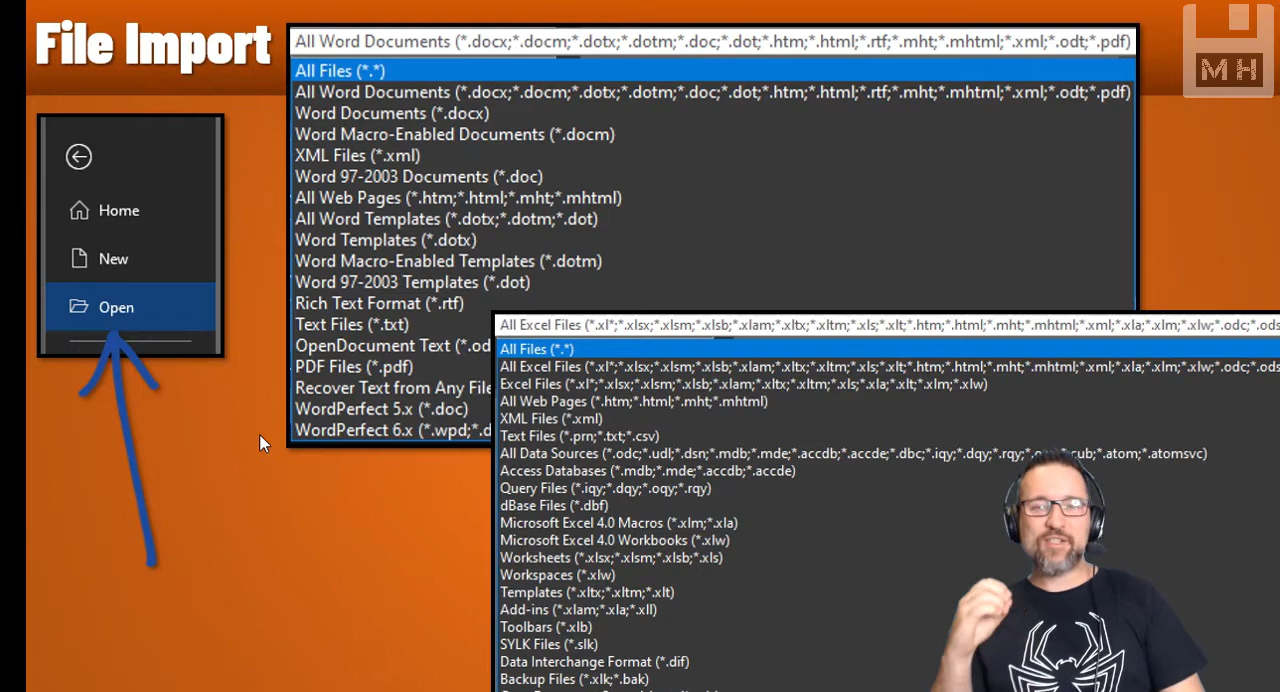 File Import
MH
Home
New
Open
All Word Documents (*.docx;*.docm;*.dotx;*.dotm;*.doc;*.dot;*.htm;*.html;*.rtf;*.mht;*.mhtml;*.xml;*.odt;*.pdf)
All Files (*.*)
All Word Documents (*.docx;*.docm;*.dotx;*.dotm;*.doc;*.dot;*.htm;*.html;*.rtf;*.mht;*.mhtml;*.xml;*.odt;*.pdf)
Word Documents (*.docx)
Word Macro-Enabled Documents (*.docm)
XML Files (*.xml)
Word 97-2003 Documents (*.doc)
All Web Pages (*.htm;*.html;*.mht;*.mhtml)
All Word Templates (*.dotx;*.dotm;*.dot)
Word Templates (*.dotx)
Word Macro-Enabled Templates (*.dotm)
Word 97-2003 Templates (*.dot)
Rich Text Format (*.rtf)
Text Files (*.txt)
OpenDocument Text (*.od
PDF Files (*.pdf)
Recover Text from Any File
WordPerfect 5.x (*.doc)
WordPerfect 6.x (*.wpd;*.d
All Excel Files (*.xl*;*.xlsx;*.xlsm;*.xlsb;*.xlam;*.xltx;*.xltm;*.xls;*.xlt;*.htm;*.html;*.mht;*.mhtml;*.xml;*.xla;*.xlm;*.xlw;*.odc;*.ods
All Files (*.*)
All Excel Files (*.xl*;*.xlsx;*.xlsm;*.xlsb;*.xlam;*.xltx;*.xltm;*.xls;*.xlt;*.htm;*.html;*.mht;*.mhtml;*.xml;*.xla;*.xlm;*.xlw;*.odc;*.ods
Excel Files (*.xl*;*.xlsx;*.xlsm;*.xlsb;*.xlam;*.xltx;*.xltm;*.xls;*.xla;*.xlt;*.xlm;*.xlw)
All Web Pages (*.htm;*.html;*.mht;*.mhtml)
XML Files (*.xml)
Text Files (*.prn;*.txt;*.csv)
All Data Sources (*.odc;*.udl;*.dsn;*.mdb;*.mde;*.accdb;*.accde;*.dbc;*.iqy;*.dqy;*.rqy;*.o cub;*.atom;*.atomsvc)
Access Databases (*.mdb;*.mde;*.accdb;*.accde)
Query Files (*.iqy;*.dqy;*.oqy;*.rqy)
dBase Files (*.dbf)
Microsoft Excel 4.0 Macros (*.xlm;*.xla)
Microsoft Excel 4.0 Workbooks (*.xlw)
Worksheets (*.xlsx;*.xlsm;*.xlsb;*.xls)
Workspaces (*.xlw)
Templates (*.xltx;*.xltm;*.xlt)
Add-ins (*.xlam;*.xla;*.xll)
Toolbars (*.xlb)
SYLK Files (*.slk)
Data Interchange Format (*.dif)
Backup Files (*.xlk;*.bak)